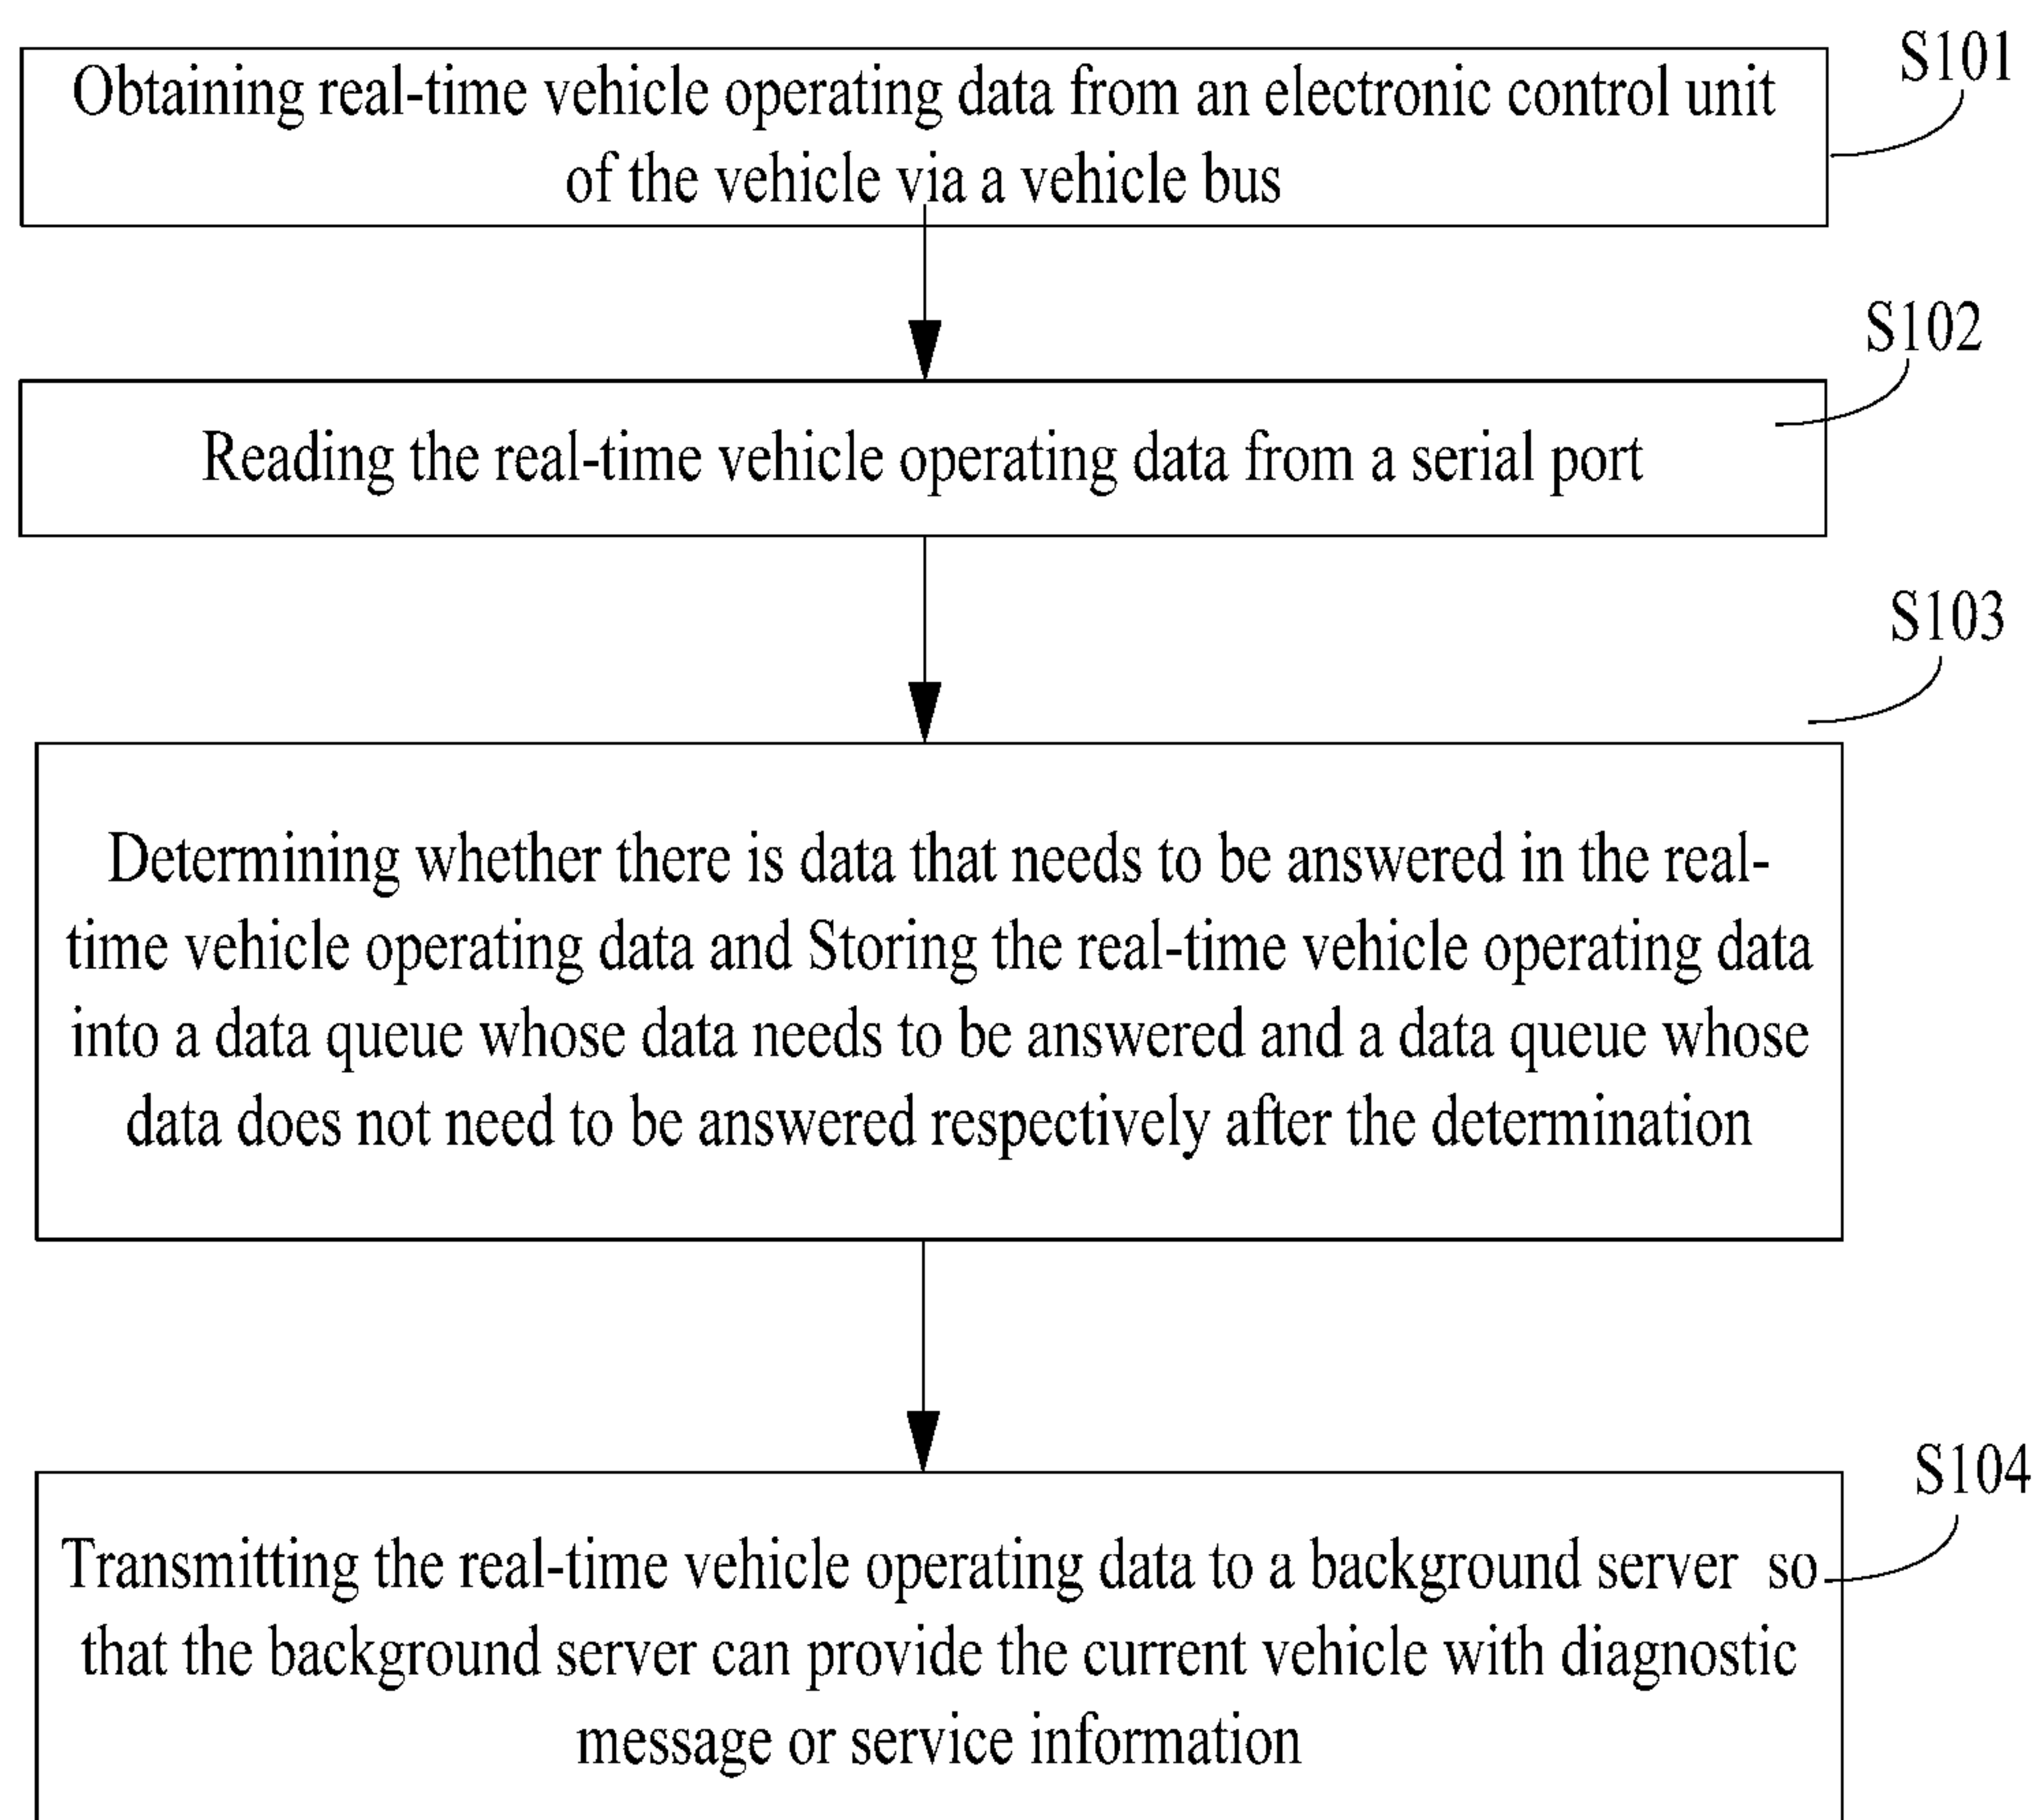 S101
Obtaining real-time vehicle operating data from an electronic control unit
of the vehicle via a vehicle bus
S102
Reading the real-time vehicle operating data from a serial port
S103
Determining whether there is data that needs to be answered in the real-
time vehicle operating data and Storing the real-time vehicle operating data
into a data queue whose data needs to be answered and a data queue whose
data does not need to be answered respectively after the determination
S104
Transmitting the real-time vehicle operating data to a background server so
that the background server can provide the current vehicle with diagnostic
message or service information